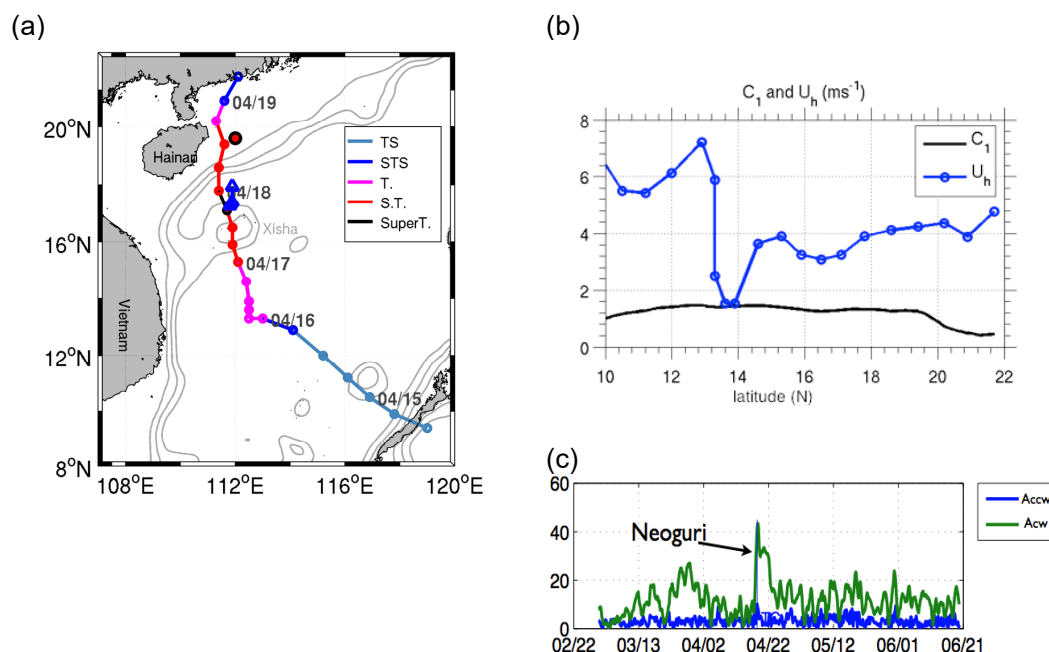 (a)
20°N
16°N
12°N
8°N
108°E 112°E 116°E 120°E
Hainan
Vietnam
Xisha
04/19
04/18
04/17
04/16
04/15
TS
STS
T.
S.T.
SuperT.
(b)
C1 and Uh (ms-1)
C1
Uh
8
6
4
2
0
10 12 14 16 18 20 22
latitude (N)
(c)
60
40
20
0
Neoguri
Accw
Acw
02/22 03/13 04/02 04/22 05/12 06/01 06/21